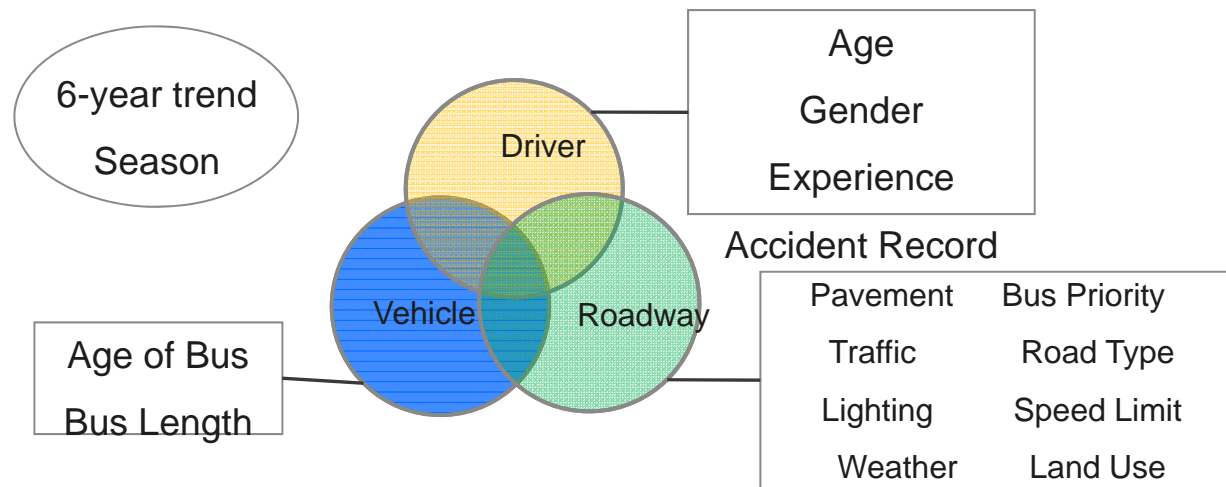 6-year trend
Season
Driver
Vehicle
Roadway
Age
Gender
Experience
Accident Record
Age of Bus
Bus Length
Pavement Bus Priority
Traffic Road Type
Lighting Speed Limit
Weather Land Use